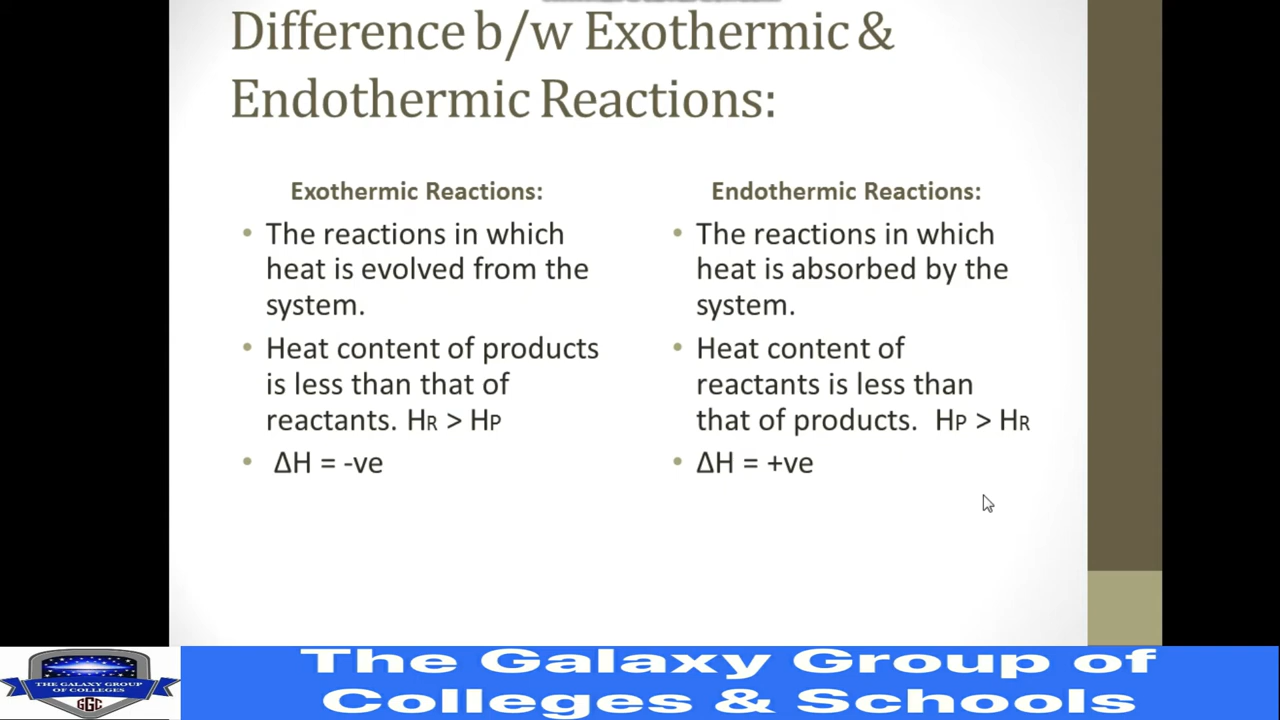 Difference b/w Exothermic &
Endothermic Reactions:
Exothermic Reactions:
• The reactions in which
heat is evolved from the
system.
• Heat content of products
is less than that of
reactants. HR > HP
• ΔH = -ve
Endothermic Reactions:
• The reactions in which
heat is absorbed by the
system.
• Heat content of
reactants is less than
that of products. HP > HR
• ΔH = +ve
THE GALAXY GROUP
OF COLLEGES
GGC
The Galaxy Group of
Colleges & Schools